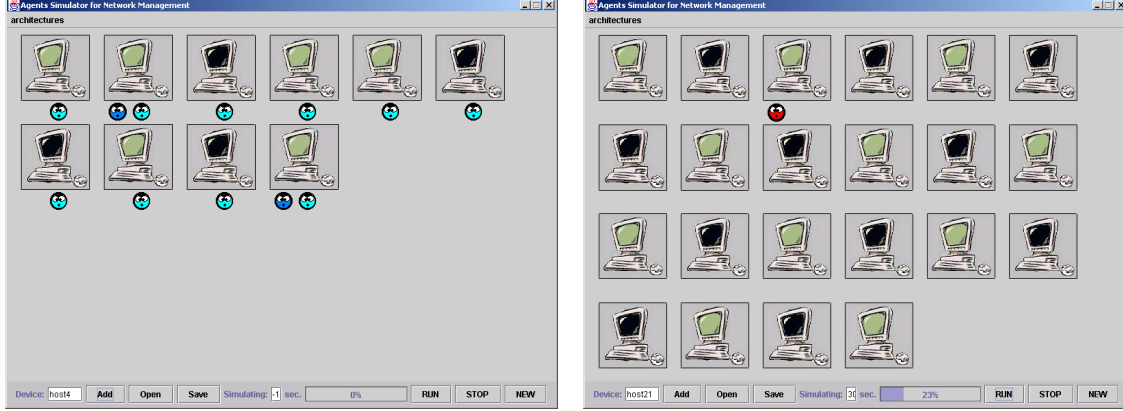 Agents Simulator for Network Management
architectures
Device: host4 Add Open Save Simulating: -1 sec. 0% RUN STOP NEW
Agents Simulator for Network Management
architectures
Device: host21 Add Open Save Simulating: 30 sec. 23% RUN STOP NEW